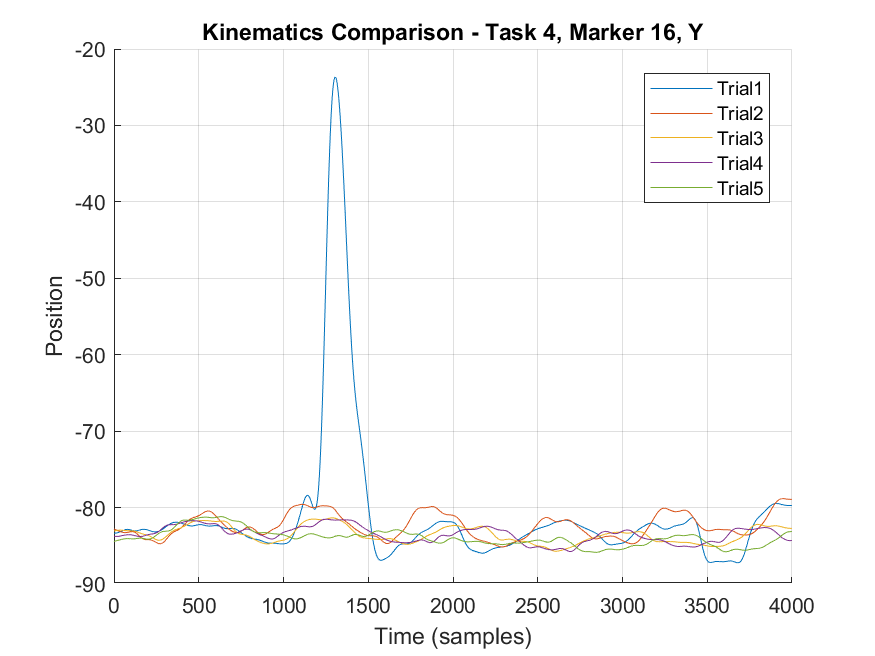 Kinematics Comparison - Task 4, Marker 16, Y
-20
-30
-40
-50
-60
-70
-80
-90
Position
0 500 1000 1500 2000 2500 3000 3500 4000
Time (samples)
Trial1
Trial2
Trial3
Trial4
Trial5